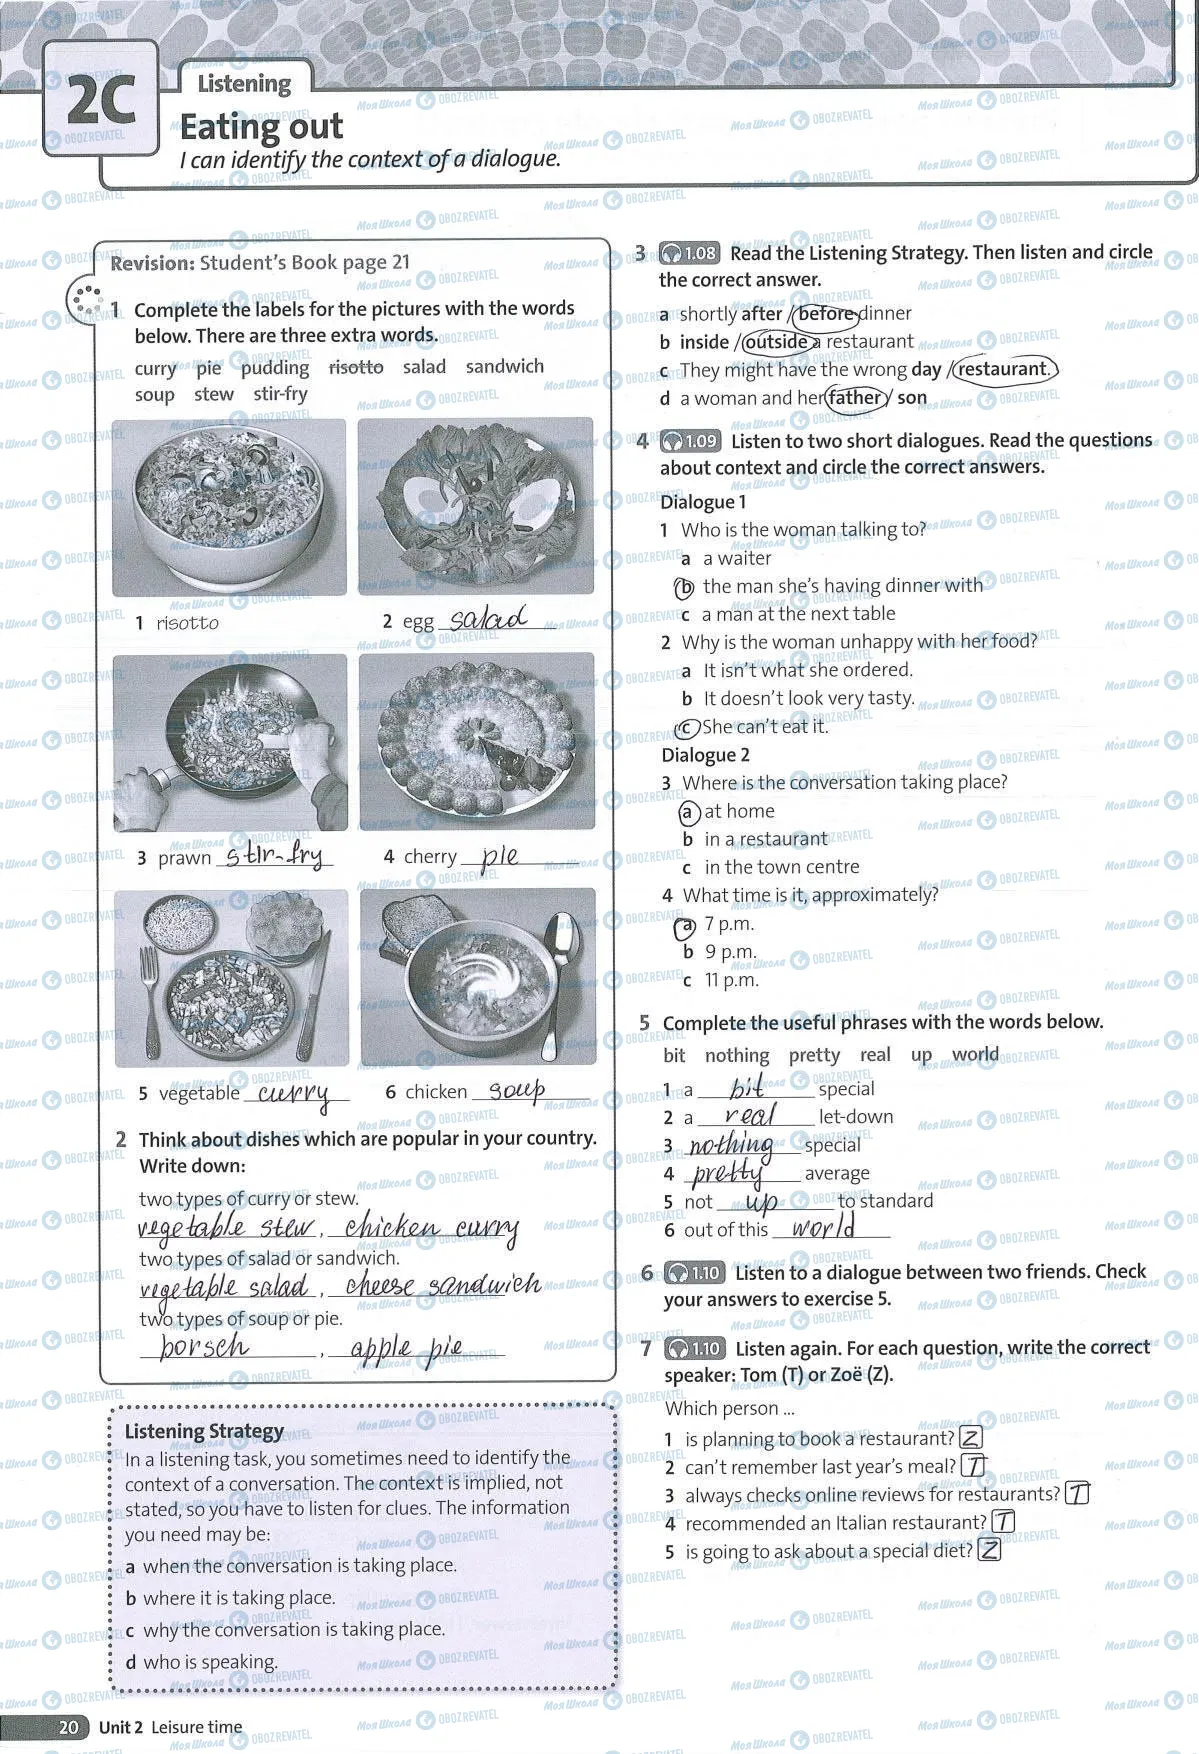 2C
Listening
Eating out
I can identify the context of a dialogue.
Revision: Student's Book page 21
1 Complete the labels for the pictures with the words
below. There are three extra words.
curry pie pudding risotto salad sandwich
soup stew stir-fry
1 risotto
2 egg salad
3 prawn stir-fry
4 cherry pie
5 vegetable curry
6 chicken soup
2 Think about dishes which are popular in your country.
Write down:
two types of curry or stew.
vegetable stew, chicken curry
two types of salad or sandwich.
vegetable salad, cheese sandwich
two types of soup or pie.
borsch, apple pie
Listening Strategy
In a listening task, you sometimes need to identify the
context of a conversation. The context is implied, not
stated, so you have to listen for clues. The information
you need may be:
a when the conversation is taking place.
b where it is taking place.
c why the conversation is taking place.
d who is speaking.
3 1.08 Read the Listening Strategy. Then listen and circle
the correct answer.
a shortly after / before dinner
b inside / outside a restaurant
c They might have the wrong day / restaurant.
d a woman and her father / son
4 1.09 Listen to two short dialogues. Read the questions
about context and circle the correct answers.
Dialogue 1
1 Who is the woman talking to?
a a waiter
b the man she's having dinner with
c a man at the next table
2 Why is the woman unhappy with her food?
a It isn't what she ordered.
b It doesn't look very tasty.
c She can't eat it.
Dialogue 2
3 Where is the conversation taking place?
a at home
b in a restaurant
c in the town centre
4 What time is it, approximately?
a 7 p.m.
b 9 p.m.
c 11 p.m.
5 Complete the useful phrases with the words below.
bit nothing pretty real up world
1 a bit special
2 a real let-down
3 nothing special
4 pretty average
5 not up to standard
6 out of this world
6 1.10 Listen to a dialogue between two friends. Check
your answers to exercise 5.
7 1.10 Listen again. For each question, write the correct
speaker: Tom (T) or Zoë (Z).
Which person ...
1 is planning to book a restaurant? Z
2 can't remember last year's meal? T
3 always checks online reviews for restaurants? T
4 recommended an Italian restaurant? T
5 is going to ask about a special diet? Z
20 Unit 2 Leisure time
Моя Школа OBOZREVATEL